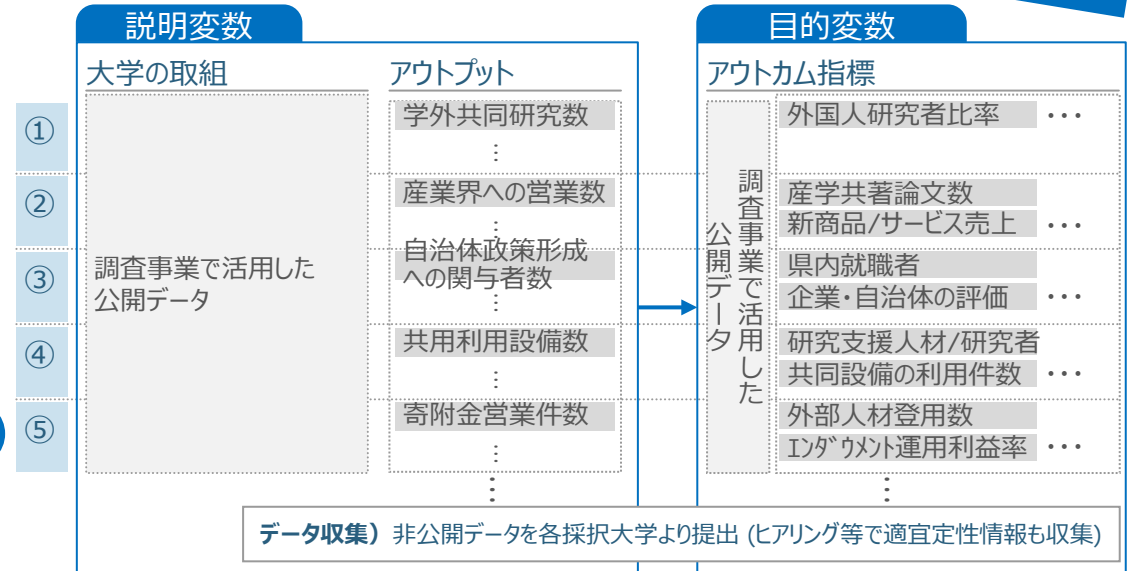 説明変数
目的変数
大学の取組
アウトプット
アウトカム指標
①
学外共同研究数
⋮
外国人研究者比率 ・・・
②
産業界への営業数
⋮
産学共著論文数
新商品/サービス売上 ・・・
③
調査事業で活用した
公開データ
自治体政策形成
への関与者数
⋮
調査事業で活用した
公開データ
県内就職者
企業・自治体の評価 ・・・
④
共用利用設備数
⋮
研究支援人材/研究者
共同設備の利用件数 ・・・
⑤
寄附金営業件数
⋮
外部人材登用数
ｴﾝﾀﾞｳﾒﾝﾄ運用利益率 ・・・
⋮
⋮
データ収集）非公開データを各採択大学より提出 (ヒアリング等で適宜定性情報も収集)